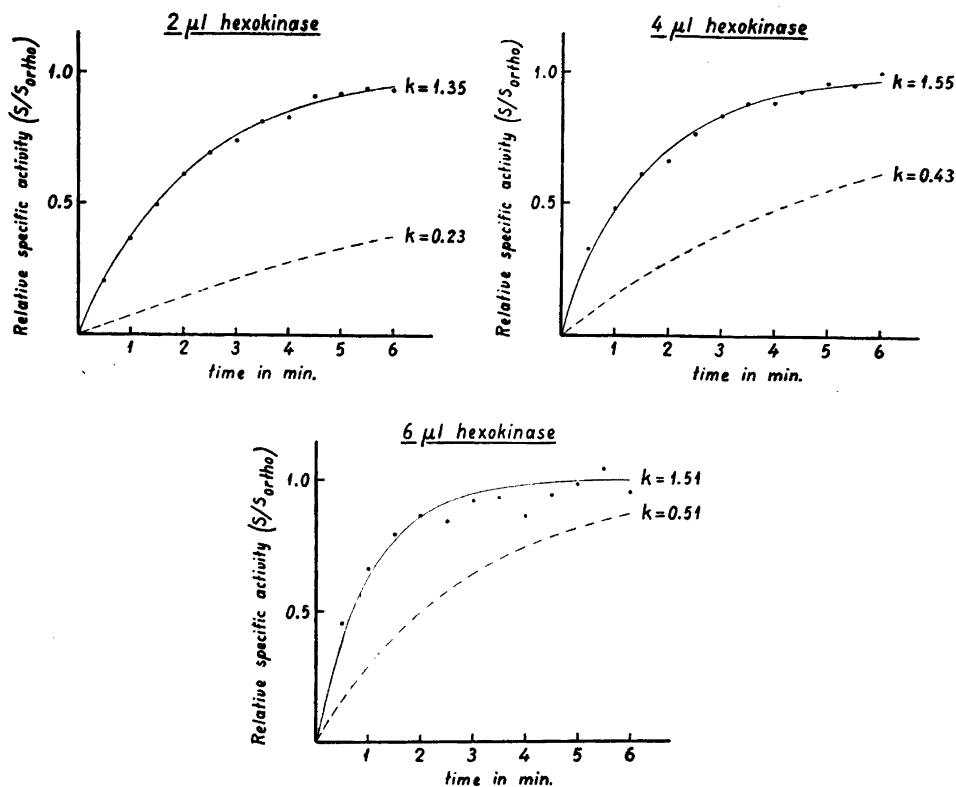 2 µl hexokinase
Relative specific activity (S/Sortho)
1.0
0.5
k = 1.35
k = 0.23
1 2 3 4 5 6
time in min.
4 µl hexokinase
Relative specific activity (S/Sortho)
1.0
0.5
k = 1.55
k = 0.43
1 2 3 4 5 6
time in min.
6 µl hexokinase
Relative specific activity (S/Sortho)
1.0
0.5
k = 1.51
k = 0.51
1 2 3 4 5 6
time in min.